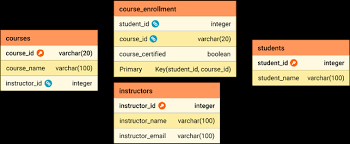 course_enrollment
student_id integer
course_id varchar(20)
course_certified boolean
Primary Key(student_id, course_id)
courses
course_id varchar(20)
course_name varchar(100)
instructor_id integer
students
student_id integer
student_name varchar(100)
instructors
instructor_id integer
instructor_name varchar(100)
instructor_email varchar(100)